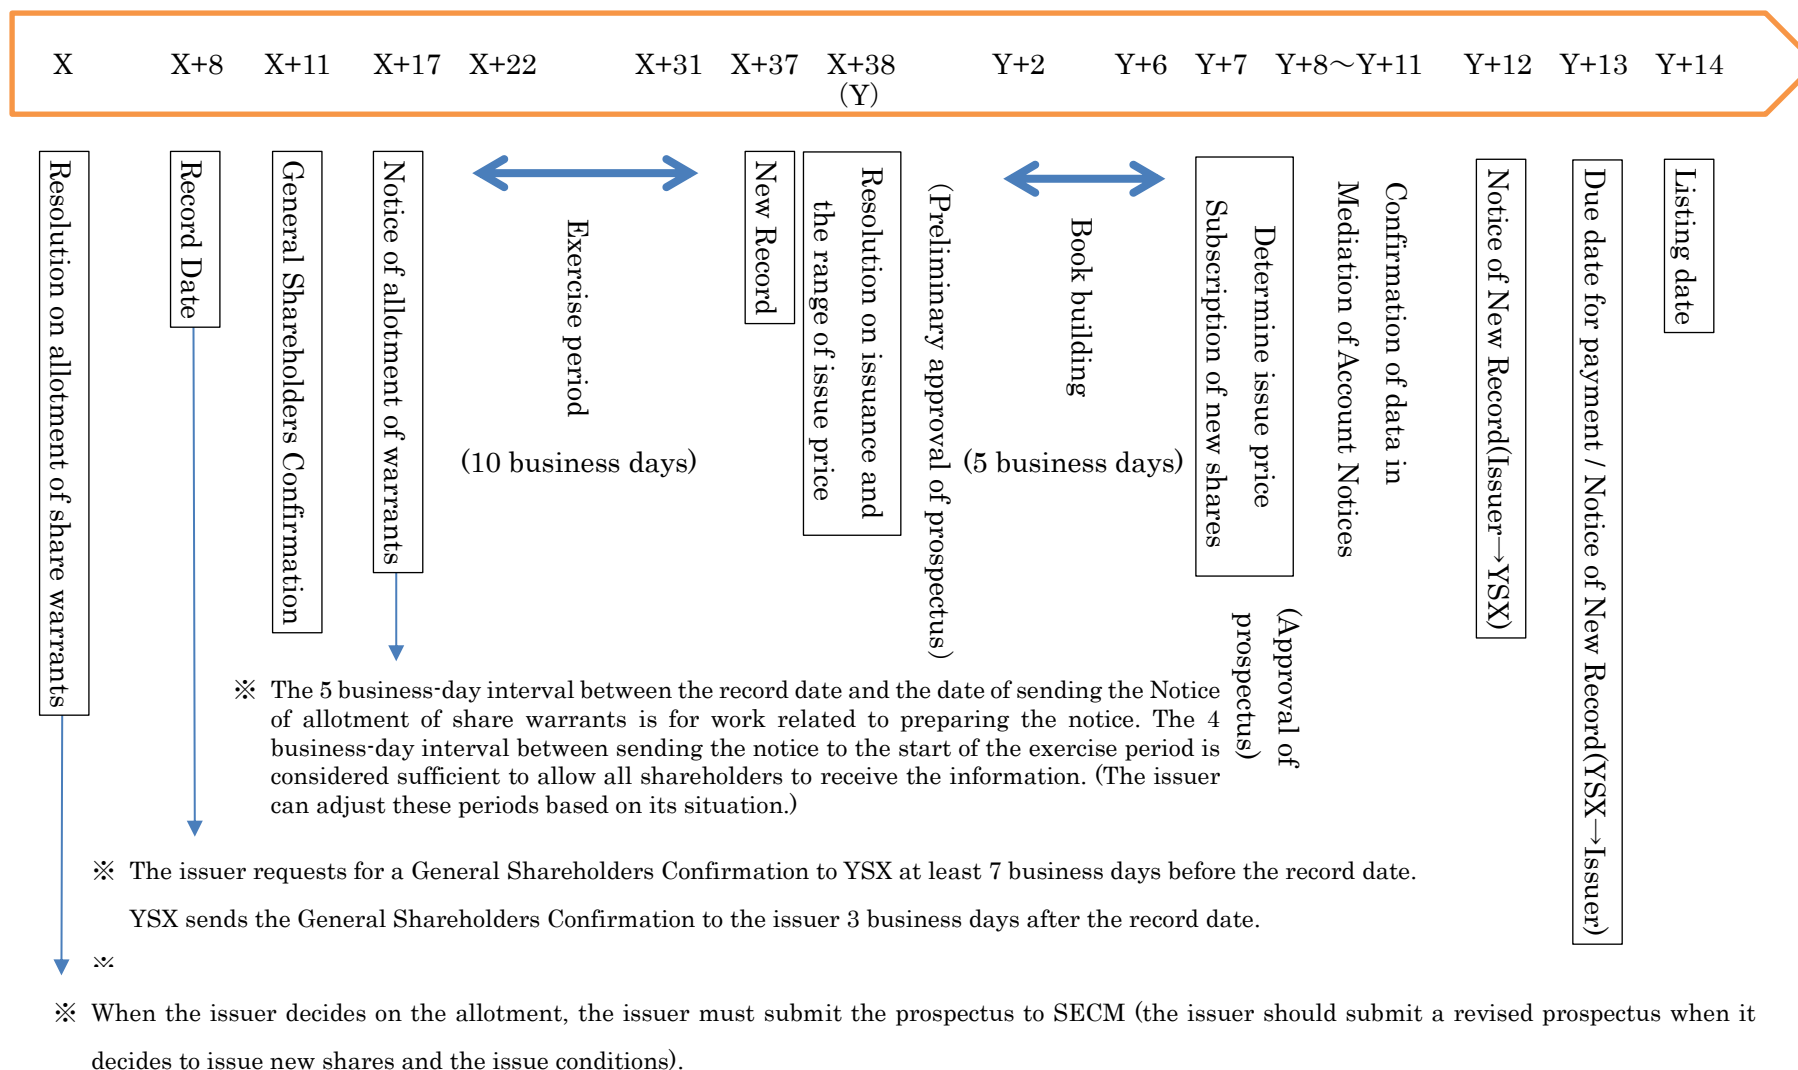 X X+8 X+11 X+17 X+22 X+31 X+37 X+38 Y+2 Y+6 Y+7 Y+8～Y+11 Y+12 Y+13 Y+14
(Y)
Resolution on allotment of share warrants
Record Date
General Shareholders Confirmation
Notice of allotment of warrants
Exercise period
(10 business days)
New Record
Resolution on issuance and
the range of issue price
(Preliminary approval of prospectus)
Book building
(5 business days)
Determine issue price
Subscription of new shares
(Approval of
prospectus)
Confirmation of data in
Mediation of Account Notices
Notice of New Record(Issuer→YSX)
Due date for payment / Notice of New Record(YSX→Issuer)
Listing date
※ The 5 business-day interval between the record date and the date of sending the Notice
of allotment of share warrants is for work related to preparing the notice. The 4
business-day interval between sending the notice to the start of the exercise period is
considered sufficient to allow all shareholders to receive the information. (The issuer
can adjust these periods based on its situation.)
※ The issuer requests for a General Shareholders Confirmation to YSX at least 7 business days before the record date.
YSX sends the General Shareholders Confirmation to the issuer 3 business days after the record date.
※
※ When the issuer decides on the allotment, the issuer must submit the prospectus to SECM (the issuer should submit a revised prospectus when it
decides to issue new shares and the issue conditions).